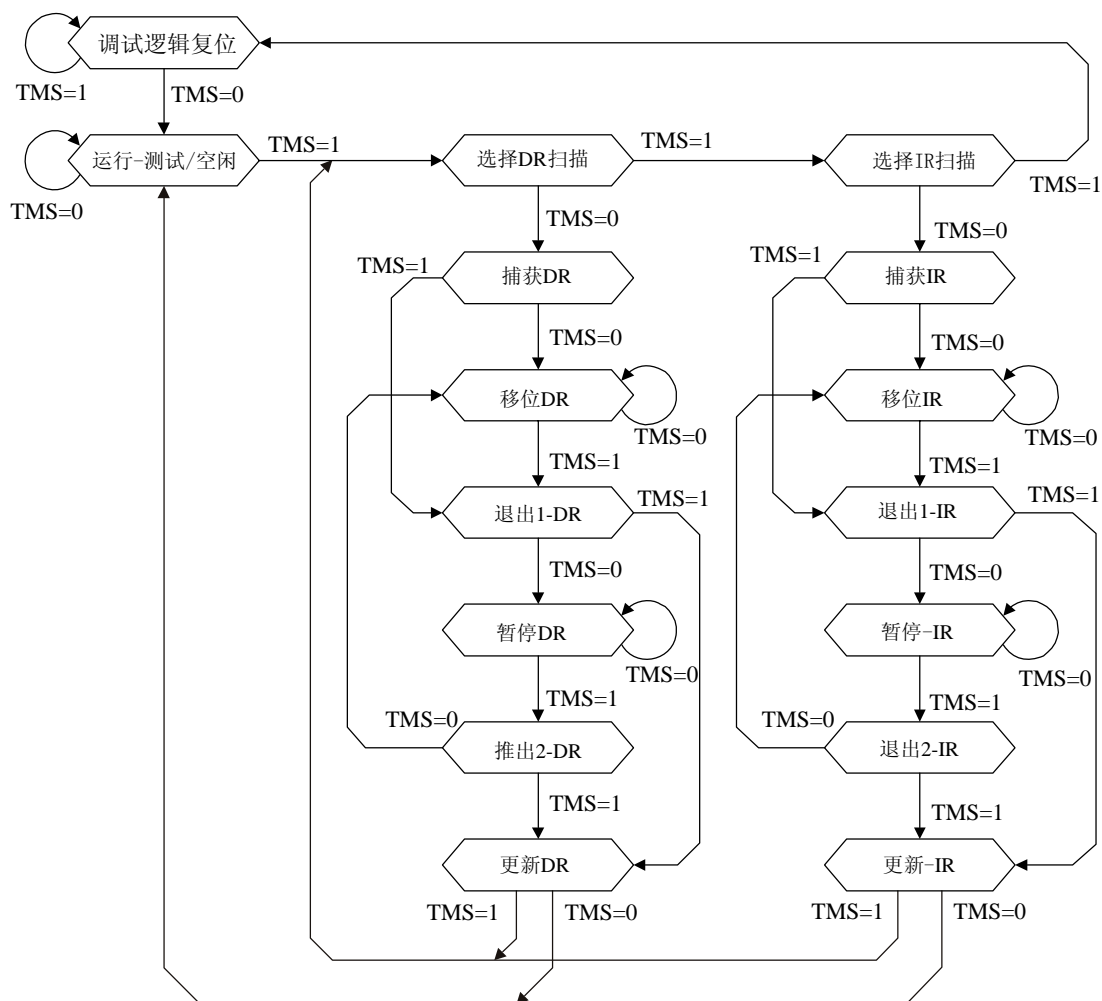 调试逻辑复位
TMS=1
TMS=0
运行-测试/空闲
TMS=1
选择DR扫描
TMS=1
选择IR扫描
TMS=1
TMS=0
TMS=0
TMS=0
TMS=1
捕获DR
TMS=1
捕获IR
TMS=0
TMS=0
移位DR
TMS=0
移位IR
TMS=0
TMS=1
TMS=1
退出1-DR
TMS=1
退出1-IR
TMS=1
TMS=0
TMS=0
暂停DR
TMS=0
暂停-IR
TMS=0
TMS=1
TMS=1
TMS=0
推出2-DR
TMS=0
退出2-IR
TMS=1
TMS=1
更新DR
更新-IR
TMS=1
TMS=0
TMS=1
TMS=0